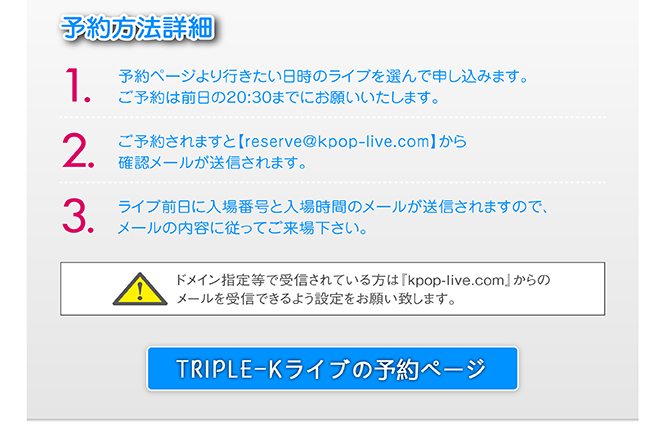 予約方法詳細
1. 予約ページより行きたい日時のライブを選んで申し込みます。
ご予約は前日の20:30までにお願いいたします。
2. ご予約されますと【reserve@kpop-live.com】から
確認メールが送信されます。
3. ライブ前日に入場番号と入場時間のメールが送信されますので、
メールの内容に従ってご来場下さい。
ドメイン指定等で受信されている方は『kpop-live.com』からの
メールを受信できるよう設定をお願い致します。
TRIPLE-Kライブの予約ページ